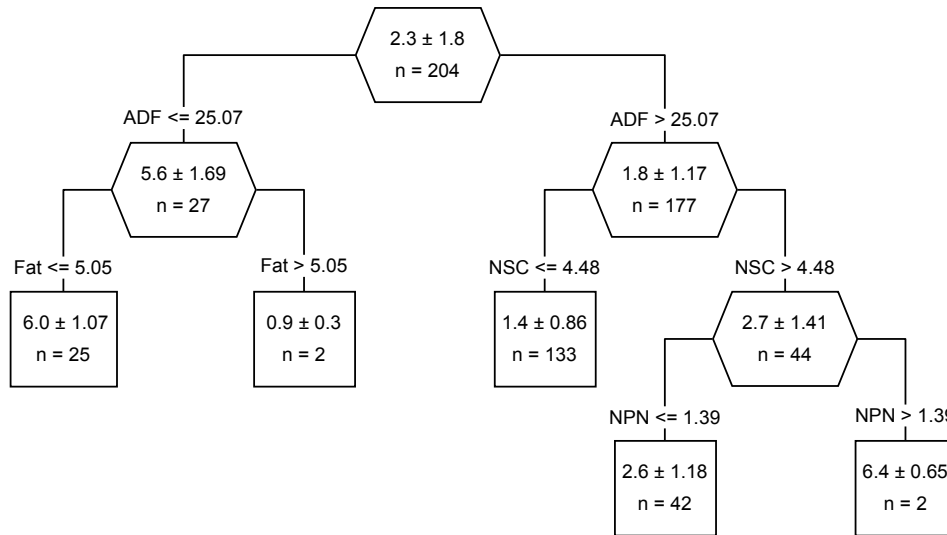 2.3 ± 1.8
n = 204
ADF <= 25.07
ADF > 25.07
5.6 ± 1.69
n = 27
1.8 ± 1.17
n = 177
Fat <= 5.05
Fat > 5.05
NSC <= 4.48
NSC > 4.48
6.0 ± 1.07
n = 25
0.9 ± 0.3
n = 2
1.4 ± 0.86
n = 133
2.7 ± 1.41
n = 44
NPN <= 1.39
NPN > 1.39
2.6 ± 1.18
n = 42
6.4 ± 0.65
n = 2